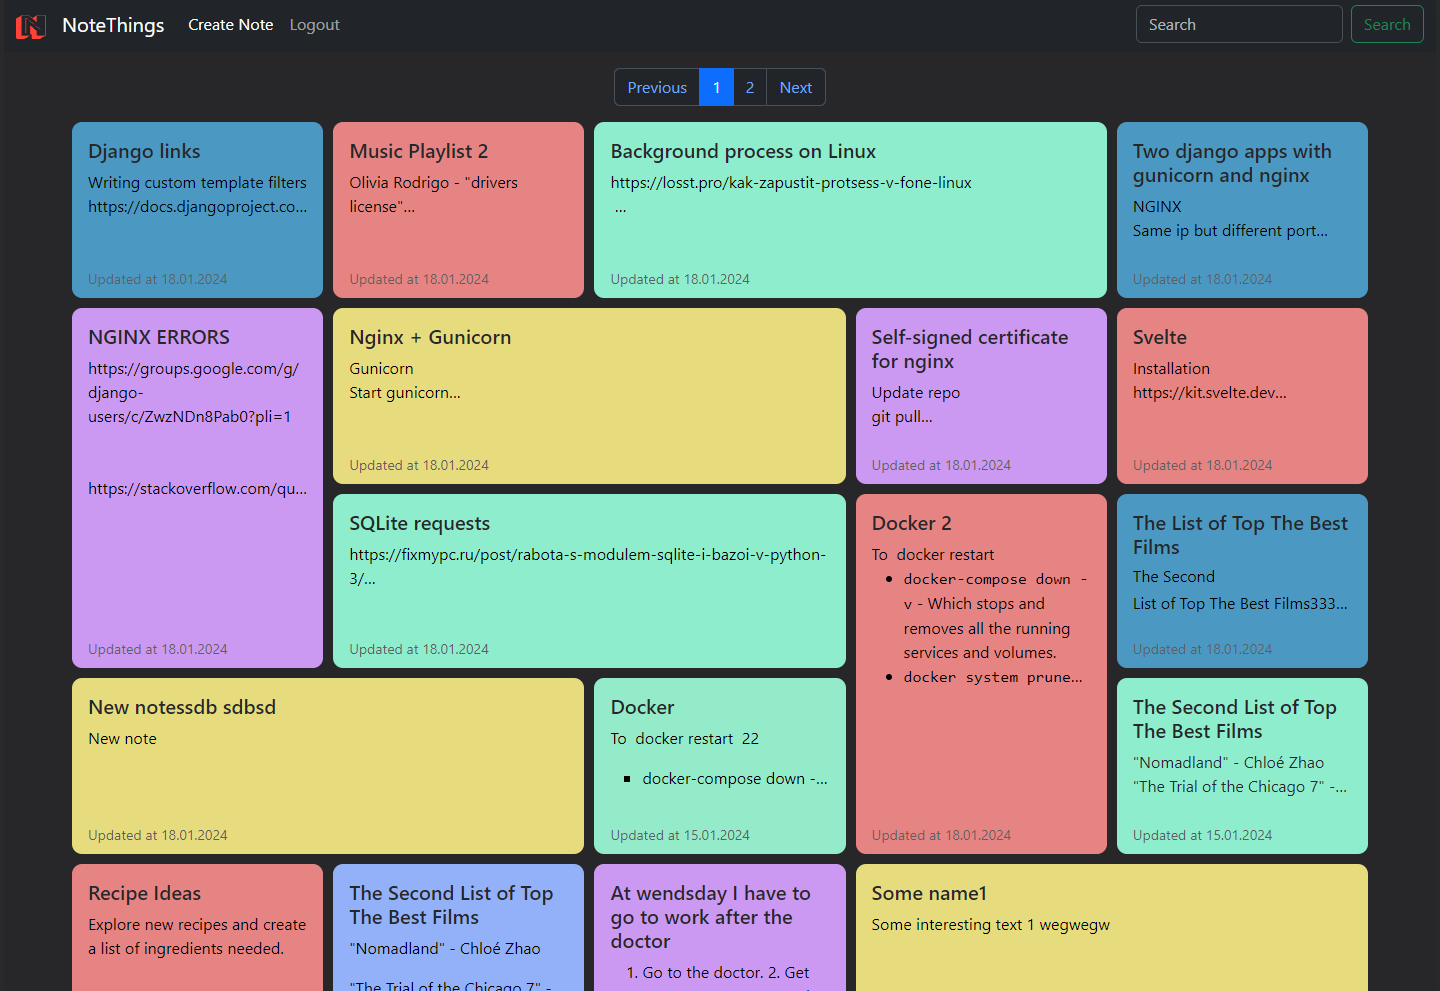 NoteThings Create Note Logout Search Search
Previous 1 2 Next
Django links
Writing custom template filters
https://docs.djangoproject.co...
Updated at 18.01.2024
Music Playlist 2
Olivia Rodrigo - "drivers
license"...
Updated at 18.01.2024
Background process on Linux
https://losst.pro/kak-zapustit-protsess-v-fone-linux
...
Updated at 18.01.2024
Two django apps with
gunicorn and nginx
NGINX
Same ip but different port...
Updated at 18.01.2024
NGINX ERRORS
https://groups.google.com/g/
django-
users/c/ZwzNDn8Pab0?pli=1
https://stackoverflow.com/qu...
Updated at 18.01.2024
Nginx + Gunicorn
Gunicorn
Start gunicorn...
Updated at 18.01.2024
Self-signed certificate
for nginx
Update repo
git pull...
Updated at 18.01.2024
Svelte
Installation
https://kit.svelte.dev...
Updated at 18.01.2024
SQLite requests
https://fixmypc.ru/post/rabota-s-modulem-sqlite-i-bazoi-v-python-
3/...
Updated at 18.01.2024
Docker 2
To docker restart
• docker-compose down -
v - Which stops and
removes all the running
services and volumes.
• docker system prune...
Updated at 18.01.2024
The List of Top The Best
Films
The Second
List of Top The Best Films333...
Updated at 18.01.2024
New notessdb sdbsd
New note
Updated at 18.01.2024
Docker
To docker restart 22
▪ docker-compose down -...
Updated at 15.01.2024
The Second List of Top
The Best Films
"Nomadland" - Chloé Zhao
"The Trial of the Chicago 7" -...
Updated at 15.01.2024
Recipe Ideas
Explore new recipes and create
a list of ingredients needed.
The Second List of Top
The Best Films
"Nomadland" - Chloé Zhao
"The Trial of the Chicago 7" -
At wendsday I have to
go to work after the
doctor
1. Go to the doctor. 2. Get
Some name1
Some interesting text 1 wegwegw